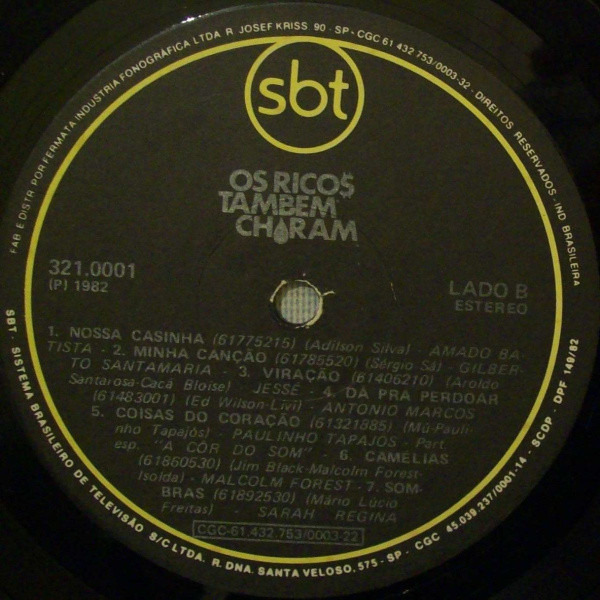 FAB E DISTR POR FERMATA INDUSTRIA FONOGRÁFICA LTDA R. JOSEF KRISS. 90 - SP - CGC 61 432 753/0003-32 - DIREITOS RESERVADOS - IND BRASILEIRA
sbt
OS RICO$
TAMBEM
CHORAM
321.0001
(P) 1982
LADO B
ESTEREO
1. NOSSA CASINHA (61775215) (Adilson Silva) - AMADO BA-
TISTA - 2. MINHA CANÇÃO (61785520) (Sérgio Sá) - GILBER-
TO SANTAMARIA - 3. VIRAÇÃO (61406210) (Aroldo
Santarosa-Cacá Bloise) - JESSÉ - 4. DÁ PRA PERDOAR
(61483001) (Ed Wilson-Livi) - ANTONIO MARCOS
5. COISAS DO CORAÇÃO (61321885) (Mú-Pauli-
nho Tapajós) - PAULINHO TAPAJÓS - Part.
esp. "A CÔR DO SOM" - 6. CAMÉLIAS
(61860530) (Jim Black-Malcolm Forest-
Isolda) - MALCOLM FOREST - 7. SOM-
BRAS (61892530) (Mário Lúcio
Freitas) - SARAH REGINA
CGC-61.432.753/0003-22
SBT - SISTEMA BRASILEIRO DE TELEVISÃO S/C LTDA. R. DNA. SANTA VELOSO, 575 - SP - CGC 45.039.237/0001-14 - SCDP - DPF 149/82